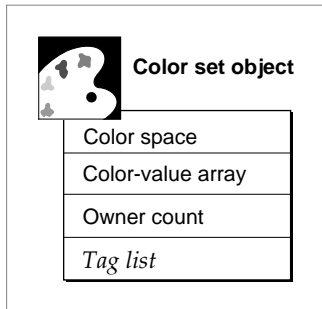 Color set object
Color space
Color-value array
Owner count
Tag list